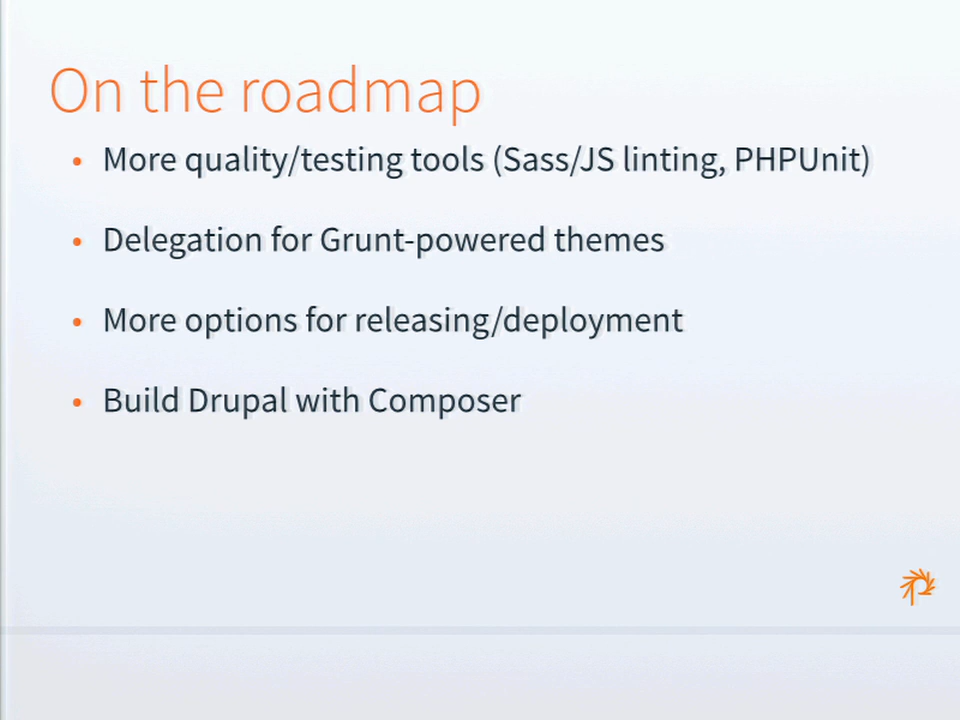 On the roadmap
More quality/testing tools (Sass/JS linting, PHPUnit)
Delegation for Grunt-powered themes
More options for releasing/deployment
Build Drupal with Composer